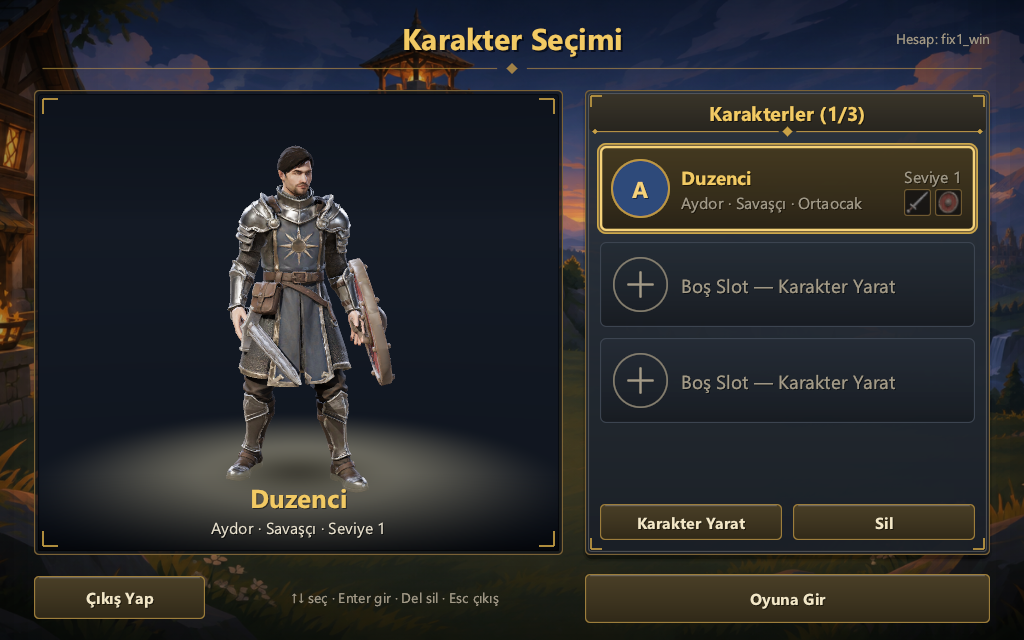 Karakter Seçimi
Hesap: fix1_win
Duzenci
Aydor · Savaşçı · Seviye 1
Karakterler (1/3)
A
Duzenci
Seviye 1
Aydor · Savaşçı · Ortaocak
Boş Slot — Karakter Yarat
Boş Slot — Karakter Yarat
Karakter Yarat
Sil
Çıkış Yap
↑↓ seç · Enter gir · Del sil · Esc çıkış
Oyuna Gir